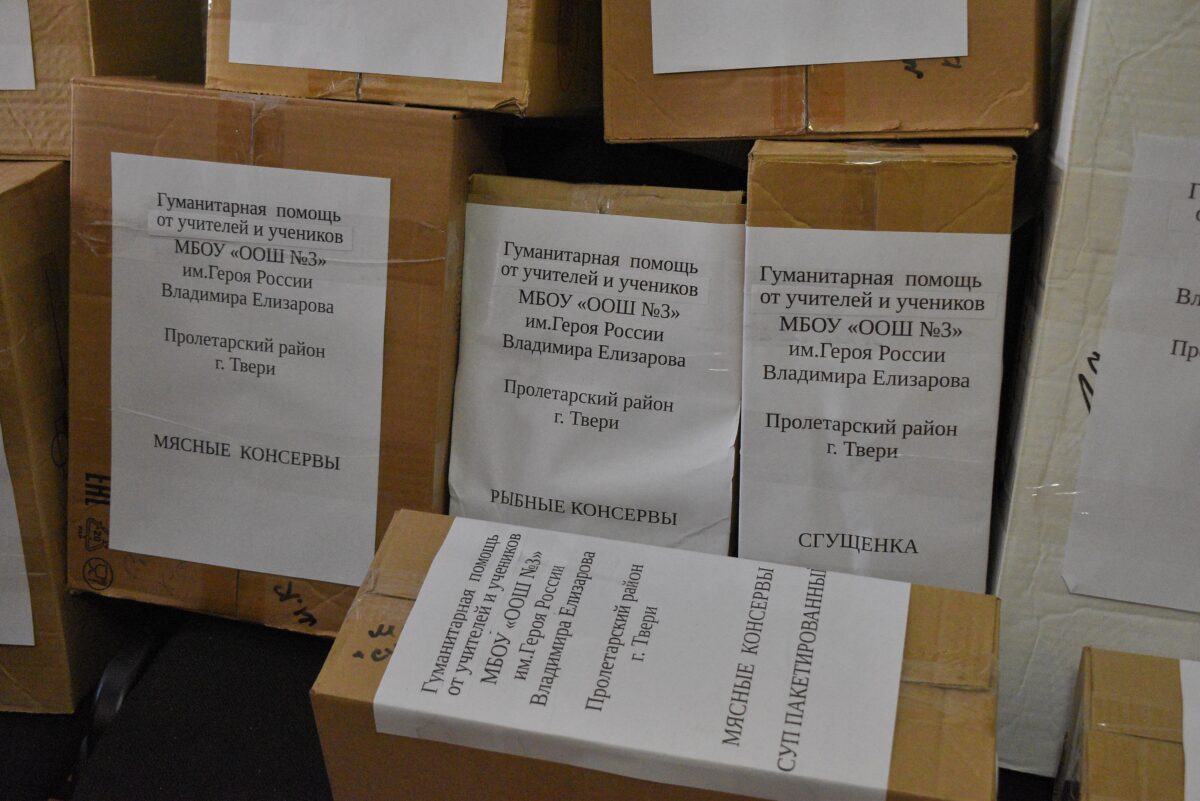 Гуманитарная помощь
от учителей и учеников
МБОУ «ООШ №3»
им.Героя России
Владимира Елизарова
Пролетарский район
г. Твери
МЯСНЫЕ КОНСЕРВЫ
ЕАС
Гуманитарная помощь
от учителей и учеников
МБОУ «ООШ №3»
им.Героя России
Владимира Елизарова
Пролетарский район
г. Твери
РЫБНЫЕ КОНСЕРВЫ
Гуманитарная помощь
от учителей и учеников
МБОУ «ООШ №3»
им.Героя России
Владимира Елизарова
Пролетарский район
г. Твери
СГУЩЕНКА
Гуманитарная помощь
от учителей и учеников
МБОУ «ООШ №3»
им.Героя России
Владимира Елизарова
Пролетарский район
г. Твери
МЯСНЫЕ КОНСЕРВЫ
СУП ПАКЕТИРОВАННЫЙ